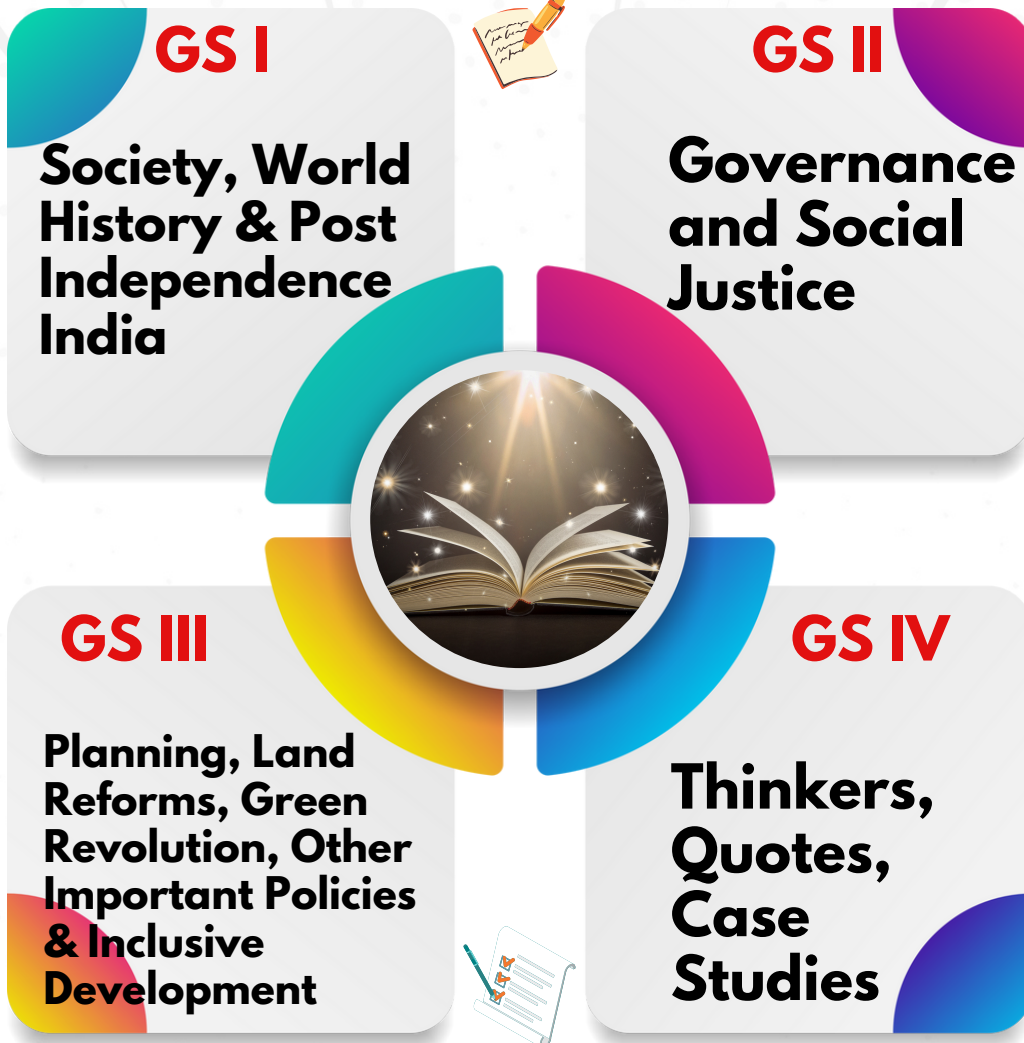 GS I
Society, World
History & Post
Independence
India
GS II
Governance
and Social
Justice
GS III
Planning, Land
Reforms, Green
Revolution, Other
Important Policies
& Inclusive
Development
GS IV
Thinkers,
Quotes,
Case
Studies